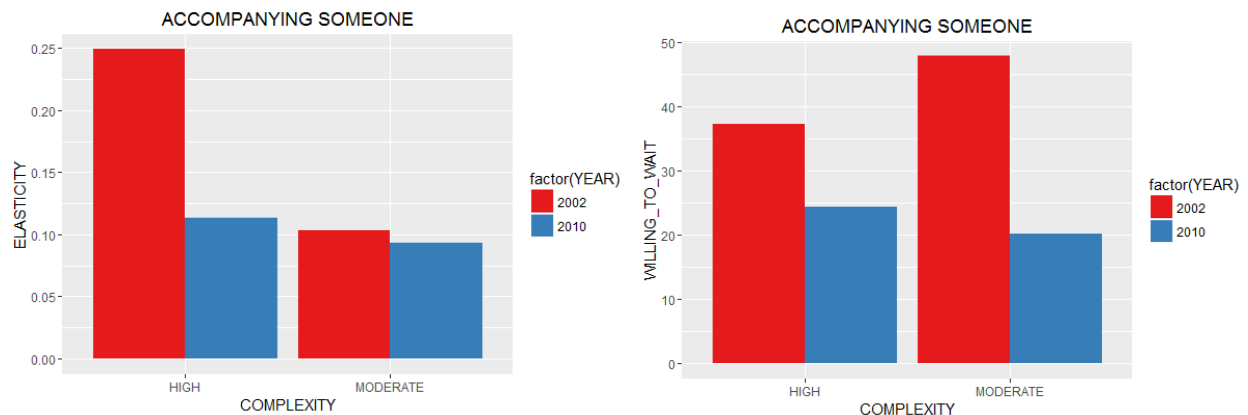 ACCOMPANYING SOMEONE
0.25
0.20
0.15
0.10
0.05
0.00
ELASTICITY
HIGH
MODERATE
COMPLEXITY
factor(YEAR)
2002
2010
ACCOMPANYING SOMEONE
50
40
30
20
10
0
WILLING_TO_WAIT
HIGH
MODERATE
COMPLEXITY
factor(YEAR)
2002
2010